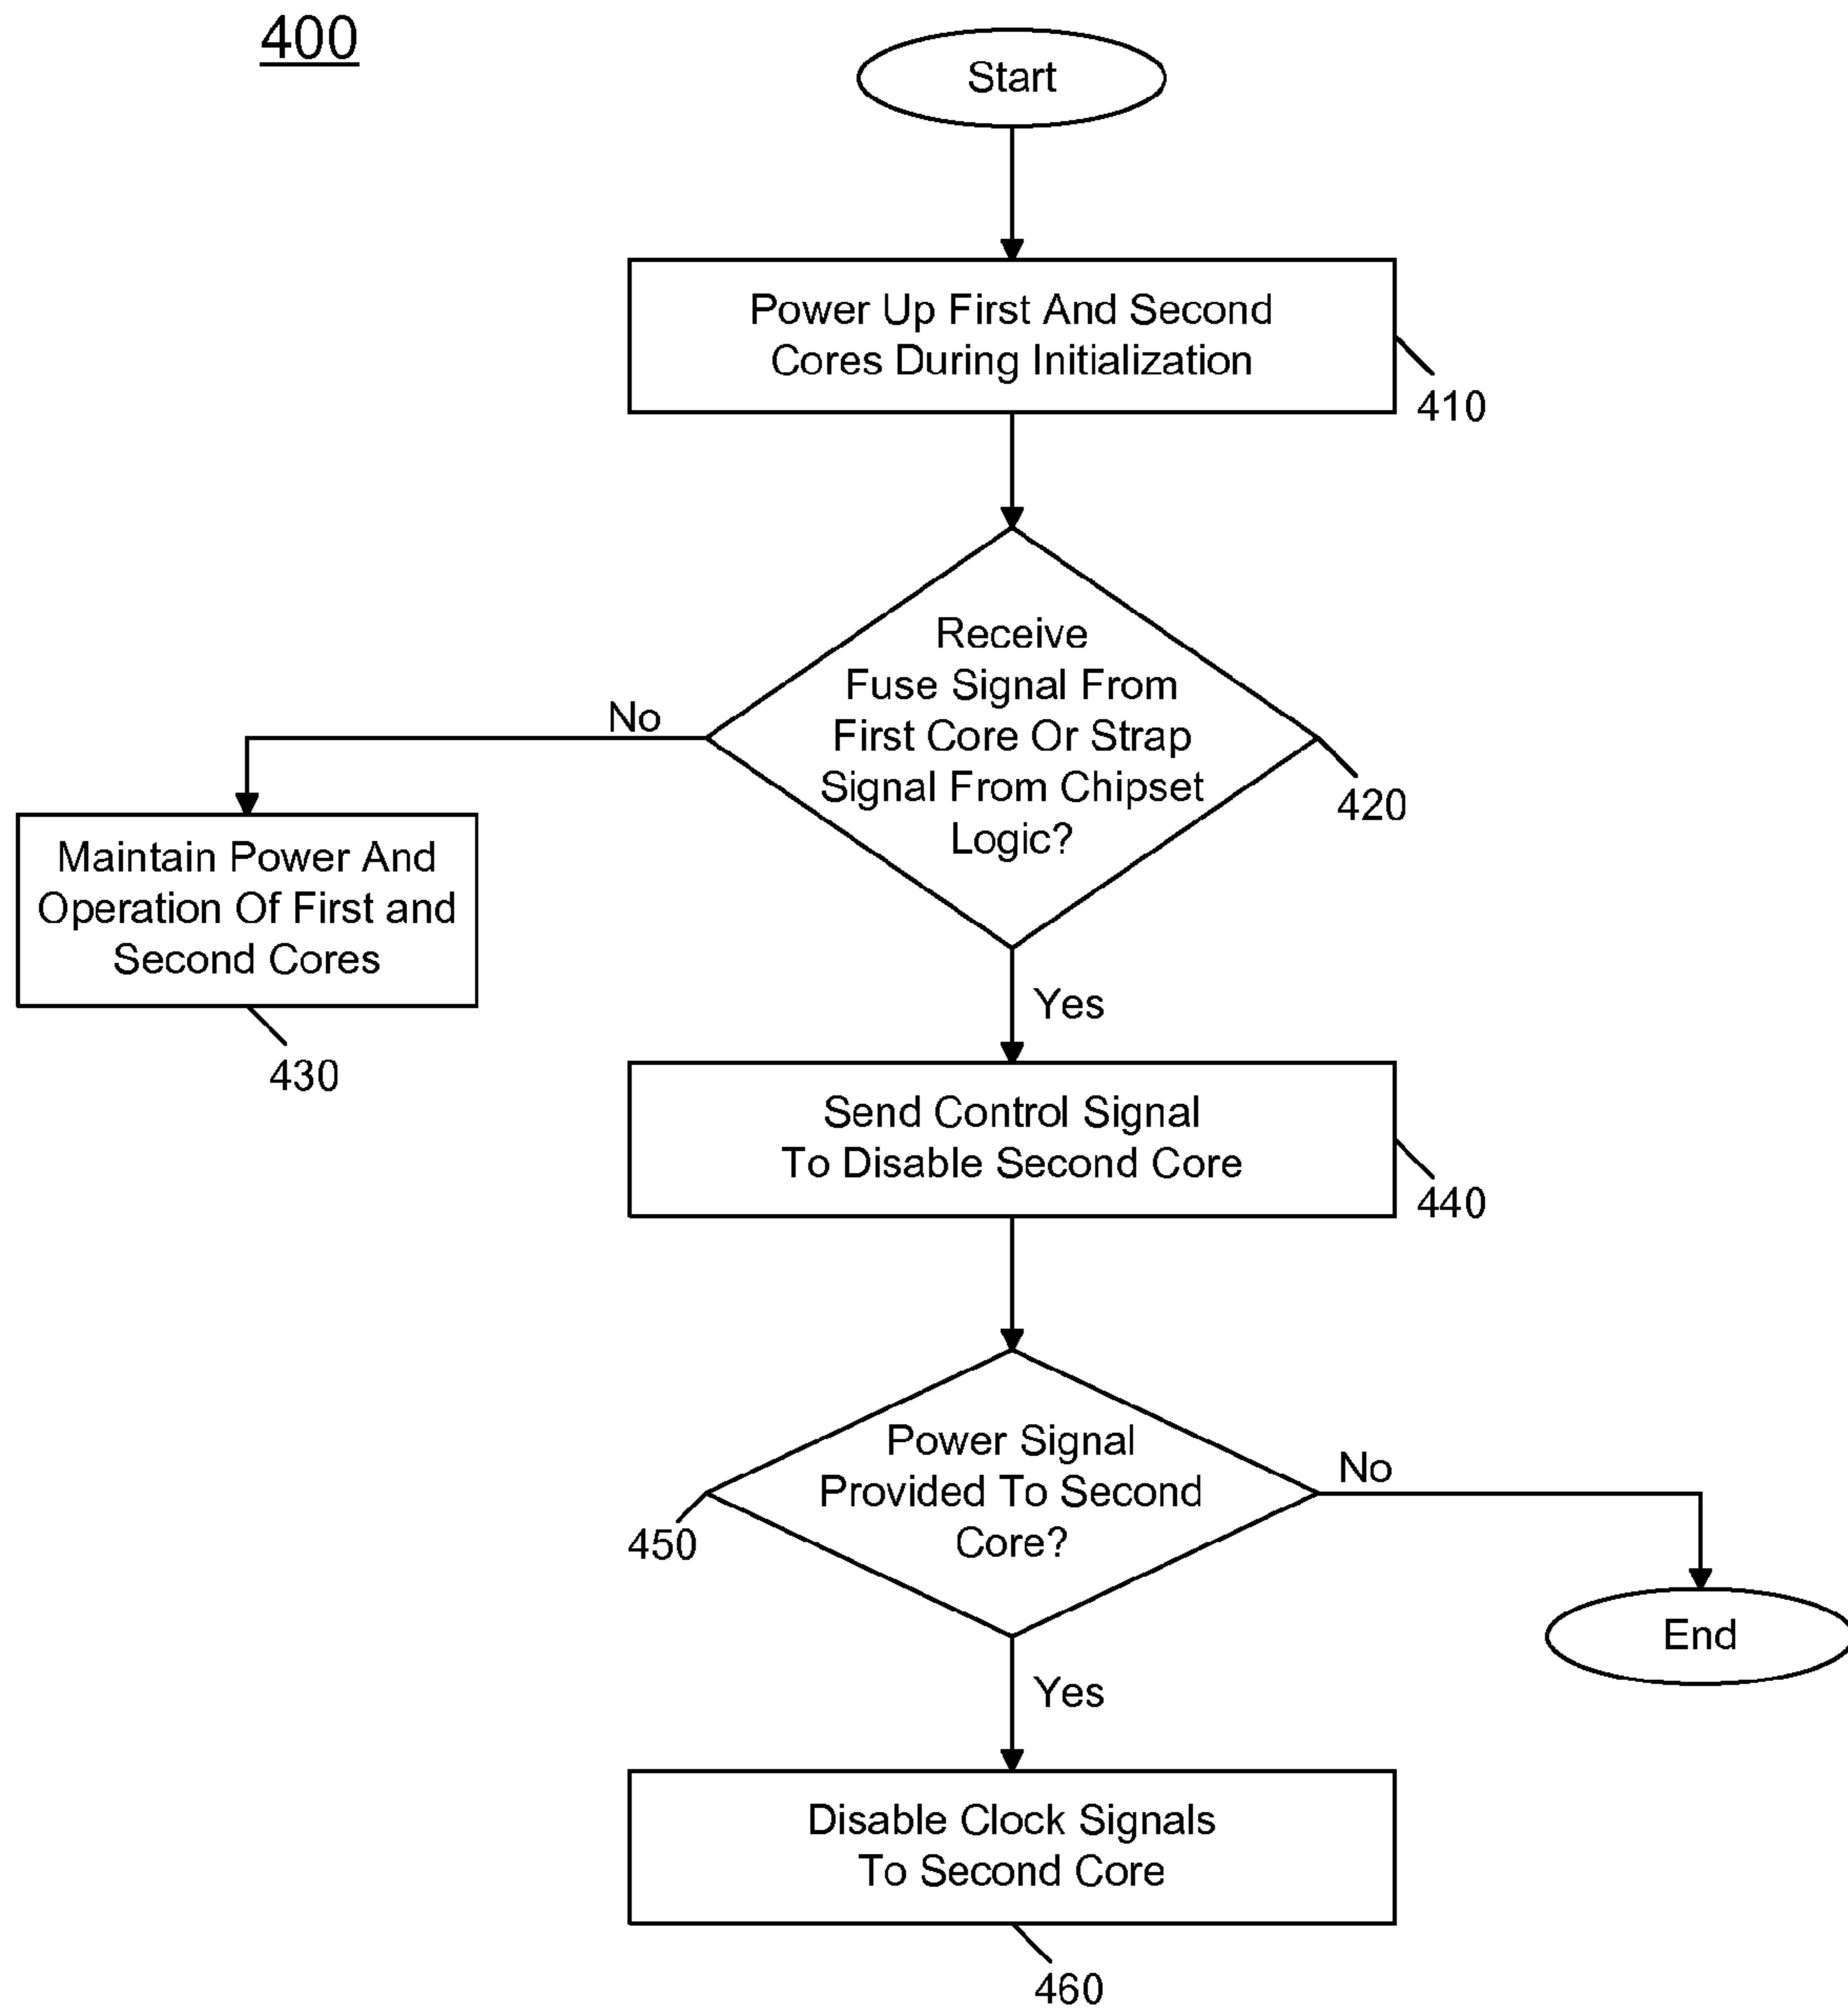 400
Start
Power Up First And Second
Cores During Initialization
410
Receive
Fuse Signal From
First Core Or Strap
Signal From Chipset
Logic?
420
No
Maintain Power And
Operation Of First and
Second Cores
430
Yes
Send Control Signal
To Disable Second Core
440
Power Signal
Provided To Second
Core?
450
No
End
Yes
Disable Clock Signals
To Second Core
460